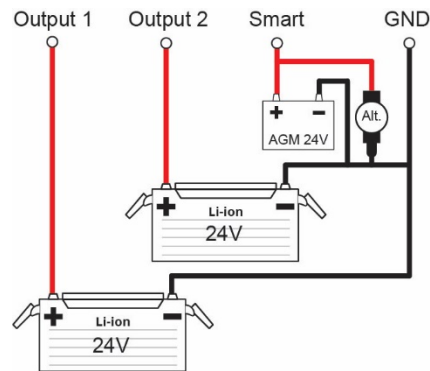 Output 1 Output 2 Smart GND
Alt.
+ −
AGM 24V
+ Li-ion −
24V
+ Li-ion −
24V